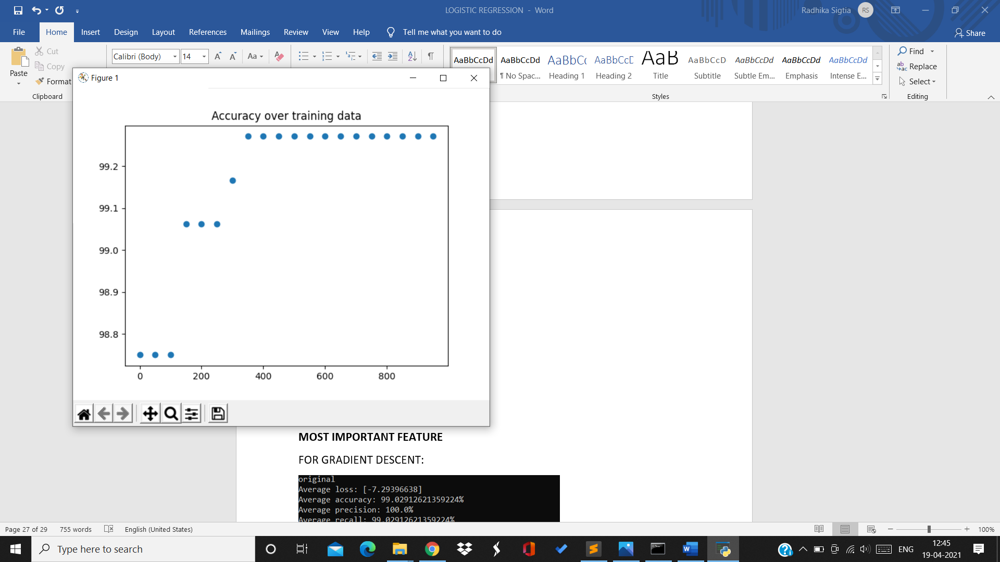 LOGISTIC REGRESSION - Word
Radhika Sigtia
RS
File Home Insert Design Layout References Mailings Review View Help Tell me what you want to do
Share
Paste
Cut
Copy
Format
Clipboard
Calibri (Body) 14
Aa
AaBbCcDd AaBbCcDd AaBbCc AaBbCcD AaB AaBbCcD AaBbCcDd AaBbCcDd AaBbCcDd
¶ No Spac... Heading 1 Heading 2 Title Subtitle Subtle Em... Emphasis Intense E...
Styles
Find
Replace
Select
Editing
Figure 1
Accuracy over training data
99.2
99.1
99.0
98.9
98.8
0 200 400 600 800
MOST IMPORTANT FEATURE
FOR GRADIENT DESCENT:
original
Average loss: [-7.29396638]
Average accuracy: 99.02912621359224%
Average precision: 100.0%
Average recall: 99.02912621359224%
Page 27 of 29 755 words English (United States)
100%
Type here to search
ENG
12:45
19-04-2021